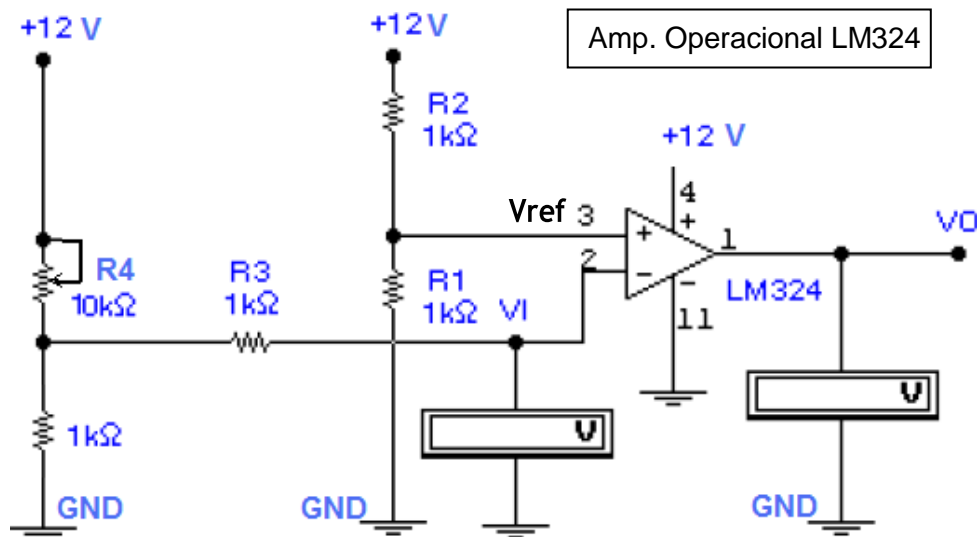 +12 V
+12 V
Amp. Operacional LM324
R2
1kΩ
+12 V
4
+
Vref 3
+
1
VO
2
−
R4
10kΩ
R3
1kΩ
R1
1kΩ
VI
−
LM324
11
V
V
1kΩ
GND
GND
GND